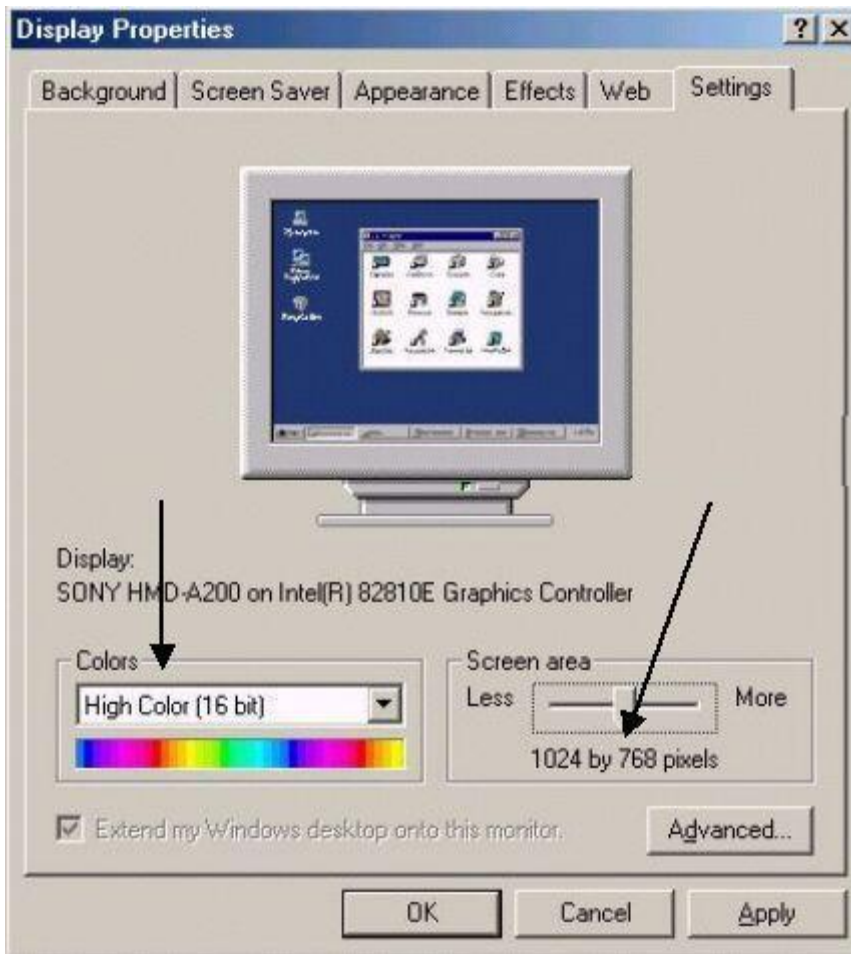 Display Properties
Background Screen Saver Appearance Effects Web Settings
Display:
SONY HMD-A200 on Intel(R) 82810E Graphics Controller
Colors
High Color (16 bit)
Screen area
Less More
1024 by 768 pixels
Extend my Windows desktop onto this monitor.
Advanced...
OK Cancel Apply